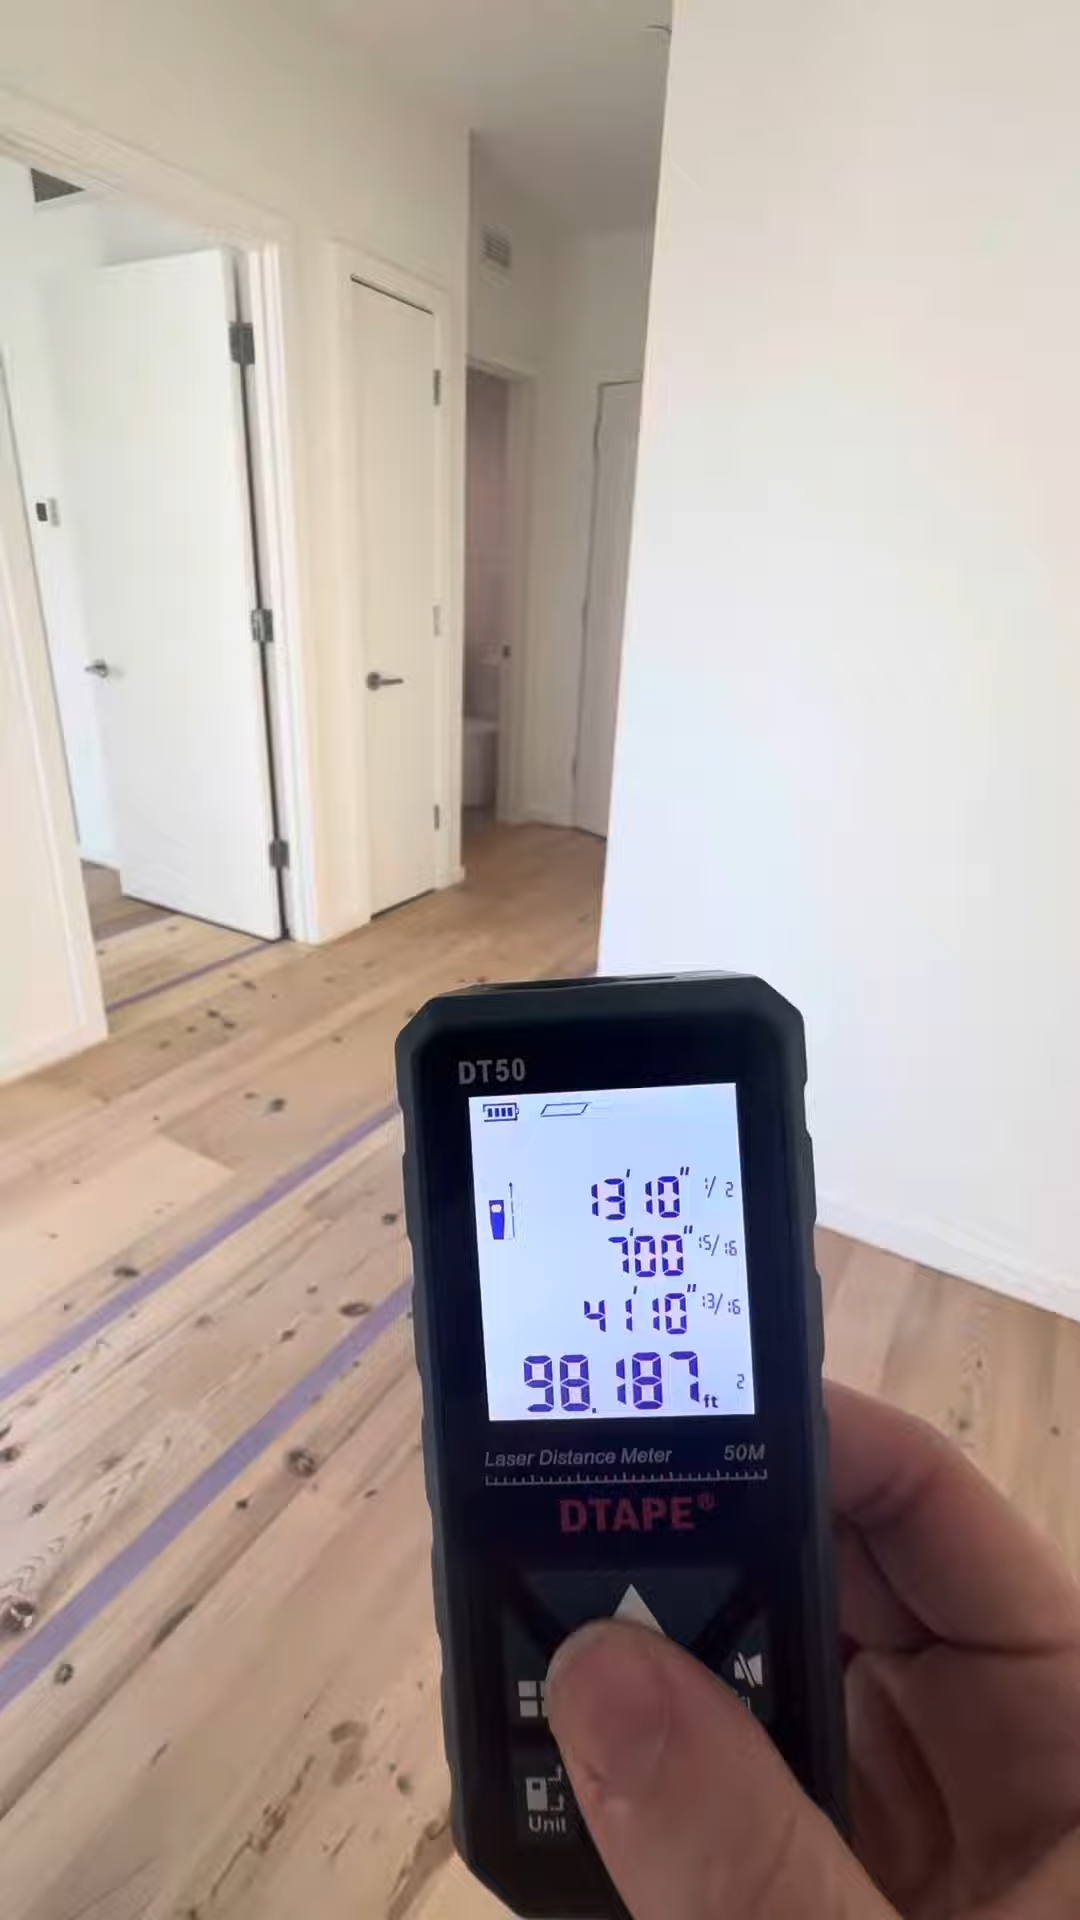 DT50
13'10" 1/2
7'00" 15/16
41'10" 13/16
98.187 ft 2
Laser Distance Meter 50M
DTAPE®
Unit